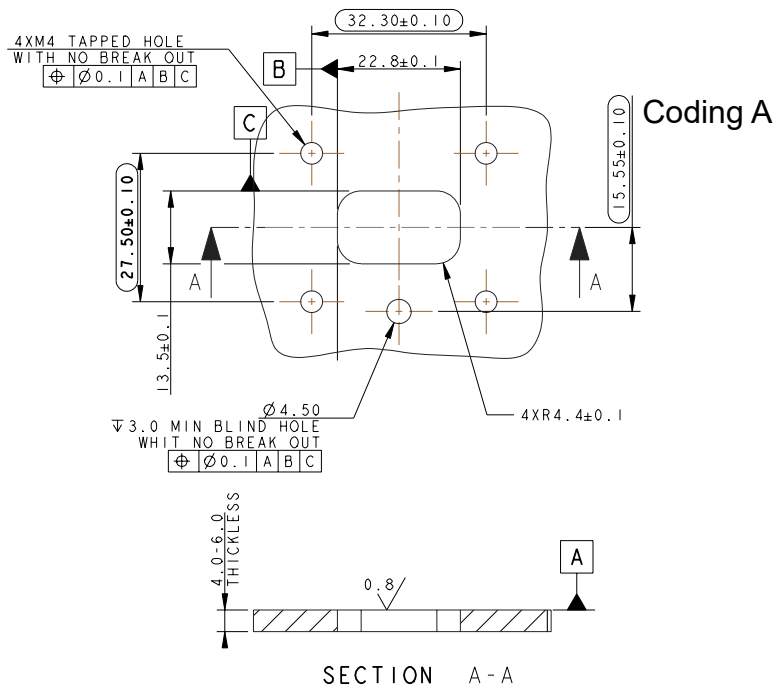 32.30±0.10
4XM4 TAPPED HOLE
WITH NO BREAK OUT
⌖ Ø0.1 A B C
B
22.8±0.1
Coding A
C
15.55±0.10
27.50±0.10
A
A
13.5±0.1
Ø4.50
↧3.0 MIN BLIND HOLE
WHIT NO BREAK OUT
⌖ Ø0.1 A B C
4XR4.4±0.1
4.0-6.0
THICKLESS
0.8
A
SECTION A-A